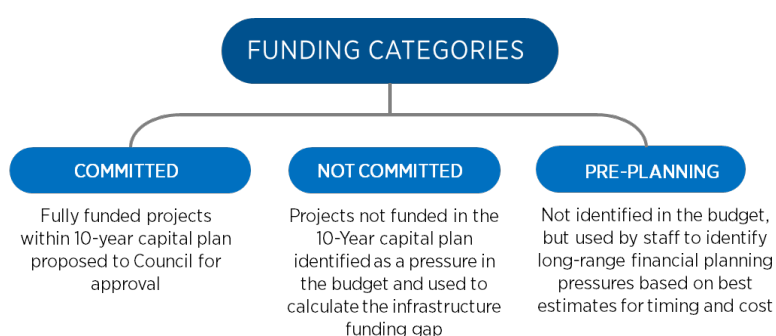 FUNDING CATEGORIES
COMMITTED
Fully funded projects
within 10-year capital plan
proposed to Council for
approval
NOT COMMITTED
Projects not funded in the
10-Year capital plan
identified as a pressure in
the budget and used to
calculate the infrastructure
funding gap
PRE-PLANNING
Not identified in the budget,
but used by staff to identify
long-range financial planning
pressures based on best
estimates for timing and cost